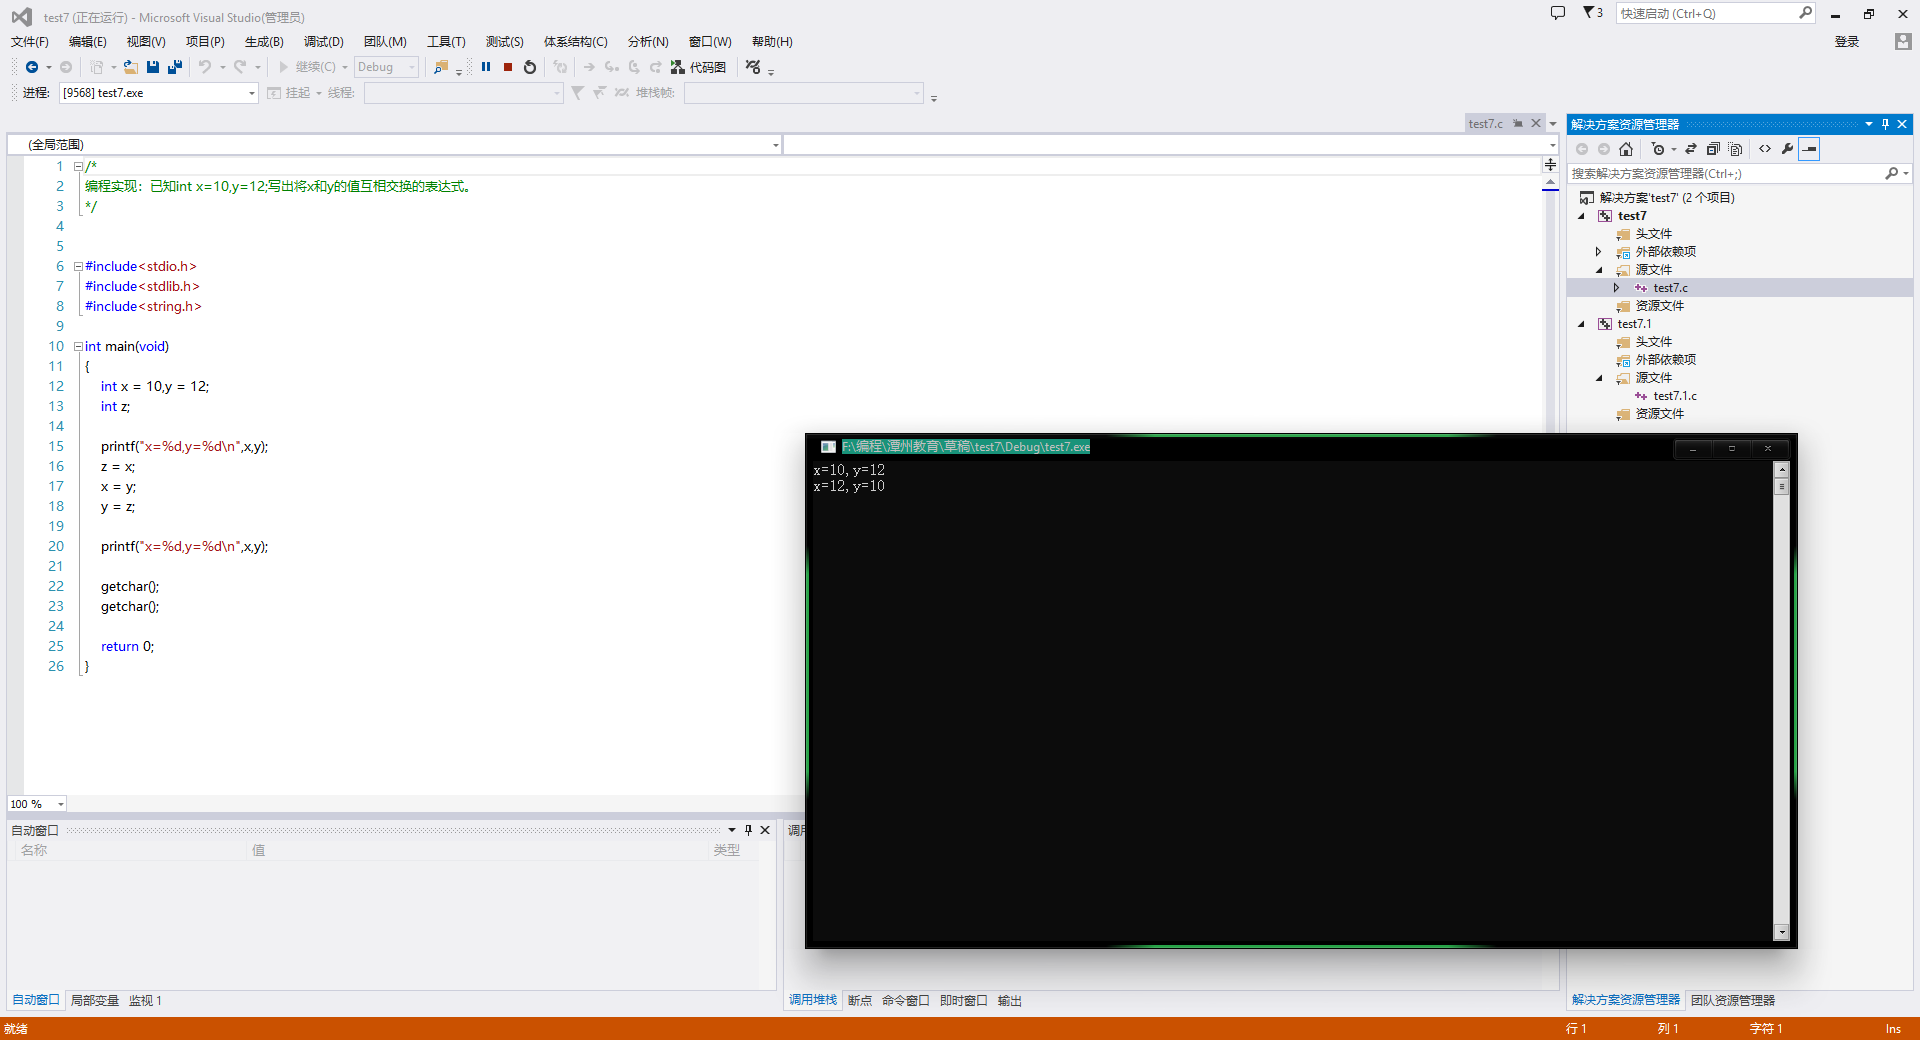 test7 (正在运行) - Microsoft Visual Studio(管理员)
3
快速启动 (Ctrl+Q)
文件(F) 编辑(E) 视图(V) 项目(P) 生成(B) 调试(D) 团队(M) 工具(T) 测试(S) 体系结构(C) 分析(N) 窗口(W) 帮助(H)
登录
继续(C) Debug 代码图
进程: [9568] test7.exe 挂起 线程: 堆栈帧:
test7.c
(全局范围)
1 /*
2 编程实现：已知int x=10,y=12;写出将x和y的值互相交换的表达式。
3 */
4
5
6 #include<stdio.h>
7 #include<stdlib.h>
8 #include<string.h>
9
10 int main(void)
11 {
12 int x = 10,y = 12;
13 int z;
14
15 printf("x=%d,y=%d\n",x,y);
16 z = x;
17 x = y;
18 y = z;
19
20 printf("x=%d,y=%d\n",x,y);
21
22 getchar();
23 getchar();
24
25 return 0;
26 }
100 %
解决方案资源管理器
搜索解决方案资源管理器(Ctrl+;)
解决方案'test7' (2 个项目)
test7
头文件
外部依赖项
源文件
test7.c
资源文件
test7.1
头文件
外部依赖项
源文件
test7.1.c
资源文件
F:\编程\潭州教育\草稿\test7\Debug\test7.exe
x=10,y=12
x=12,y=10
自动窗口
名称 值 类型
调用
自动窗口 局部变量 监视 1
调用堆栈 断点 命令窗口 即时窗口 输出
解决方案资源管理器 团队资源管理器
就绪 行 1 列 1 字符 1 Ins